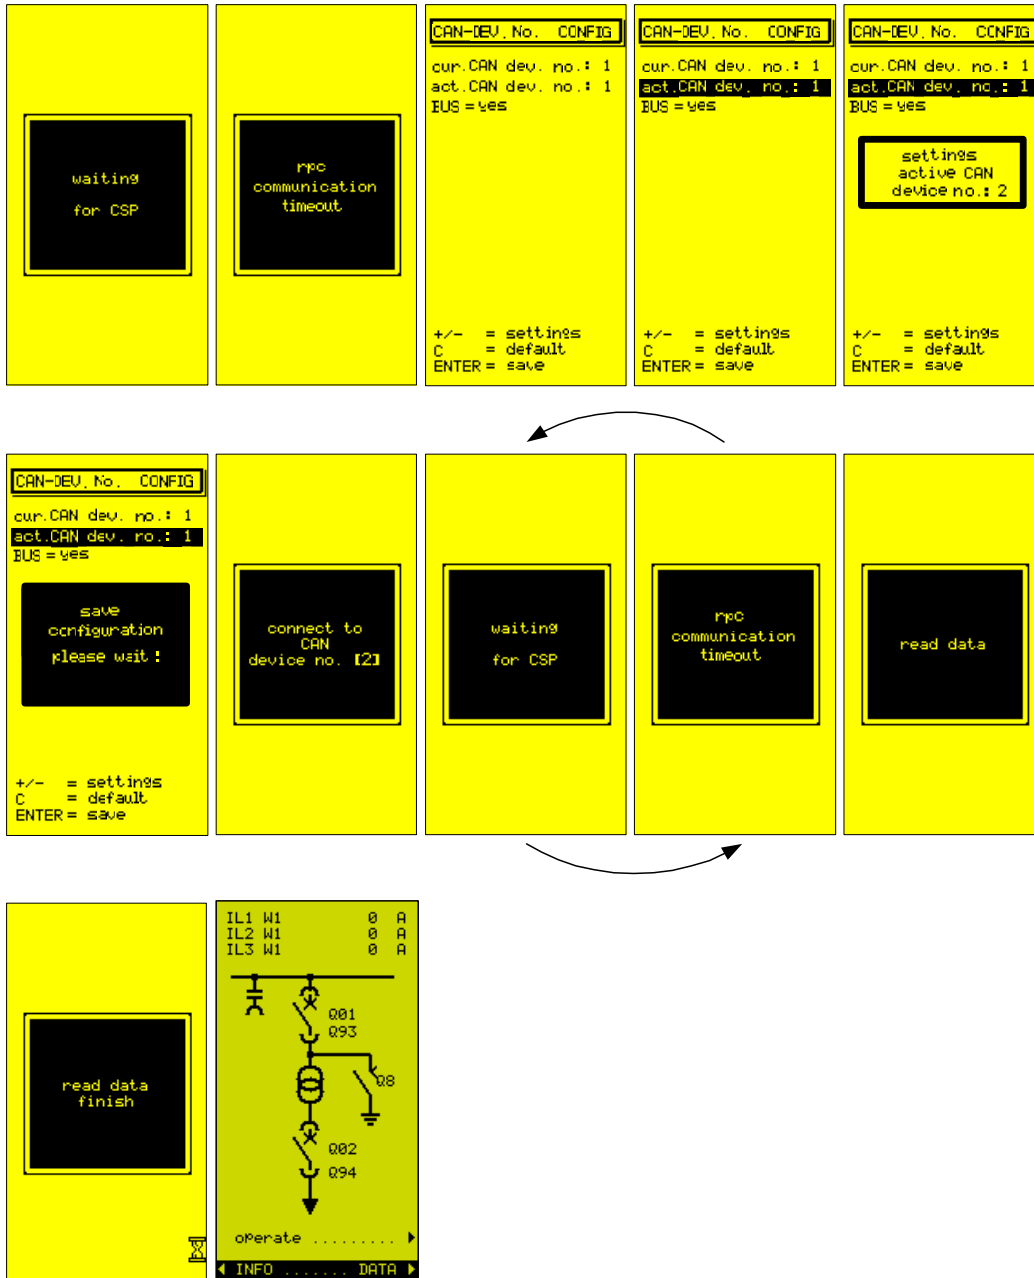 waiting
for CSP
rpc
communication
timeout
CAN-DEV. No. CONFIG
cur.CAN dev. no.: 1
act.CAN dev. no.: 1
BUS = yes
+/- = settings
C = default
ENTER = save
CAN-DEV. No. CONFIG
cur.CAN dev. no.: 1
act.CAN dev. no.: 1
BUS = yes
+/- = settings
C = default
ENTER = save
CAN-DEV. No. CONFIG
cur.CAN dev. no.: 1
act.CAN dev. no.: 1
BUS = yes
settings
active CAN
device no.: 2
+/- = settings
C = default
ENTER = save
CAN-DEV. No. CONFIG
cur.CAN dev. no.: 1
act.CAN dev. no.: 1
BUS = yes
save
configuration
please wait :
+/- = settings
C = default
ENTER = save
connect to
CAN
device no. [2]
waiting
for CSP
rpc
communication
timeout
read data
read data
finish
IL1 W1 0 A
IL2 W1 0 A
IL3 W1 0 A
Q01
Q93
Q8
Q02
Q94
operate .........
INFO ....... DATA